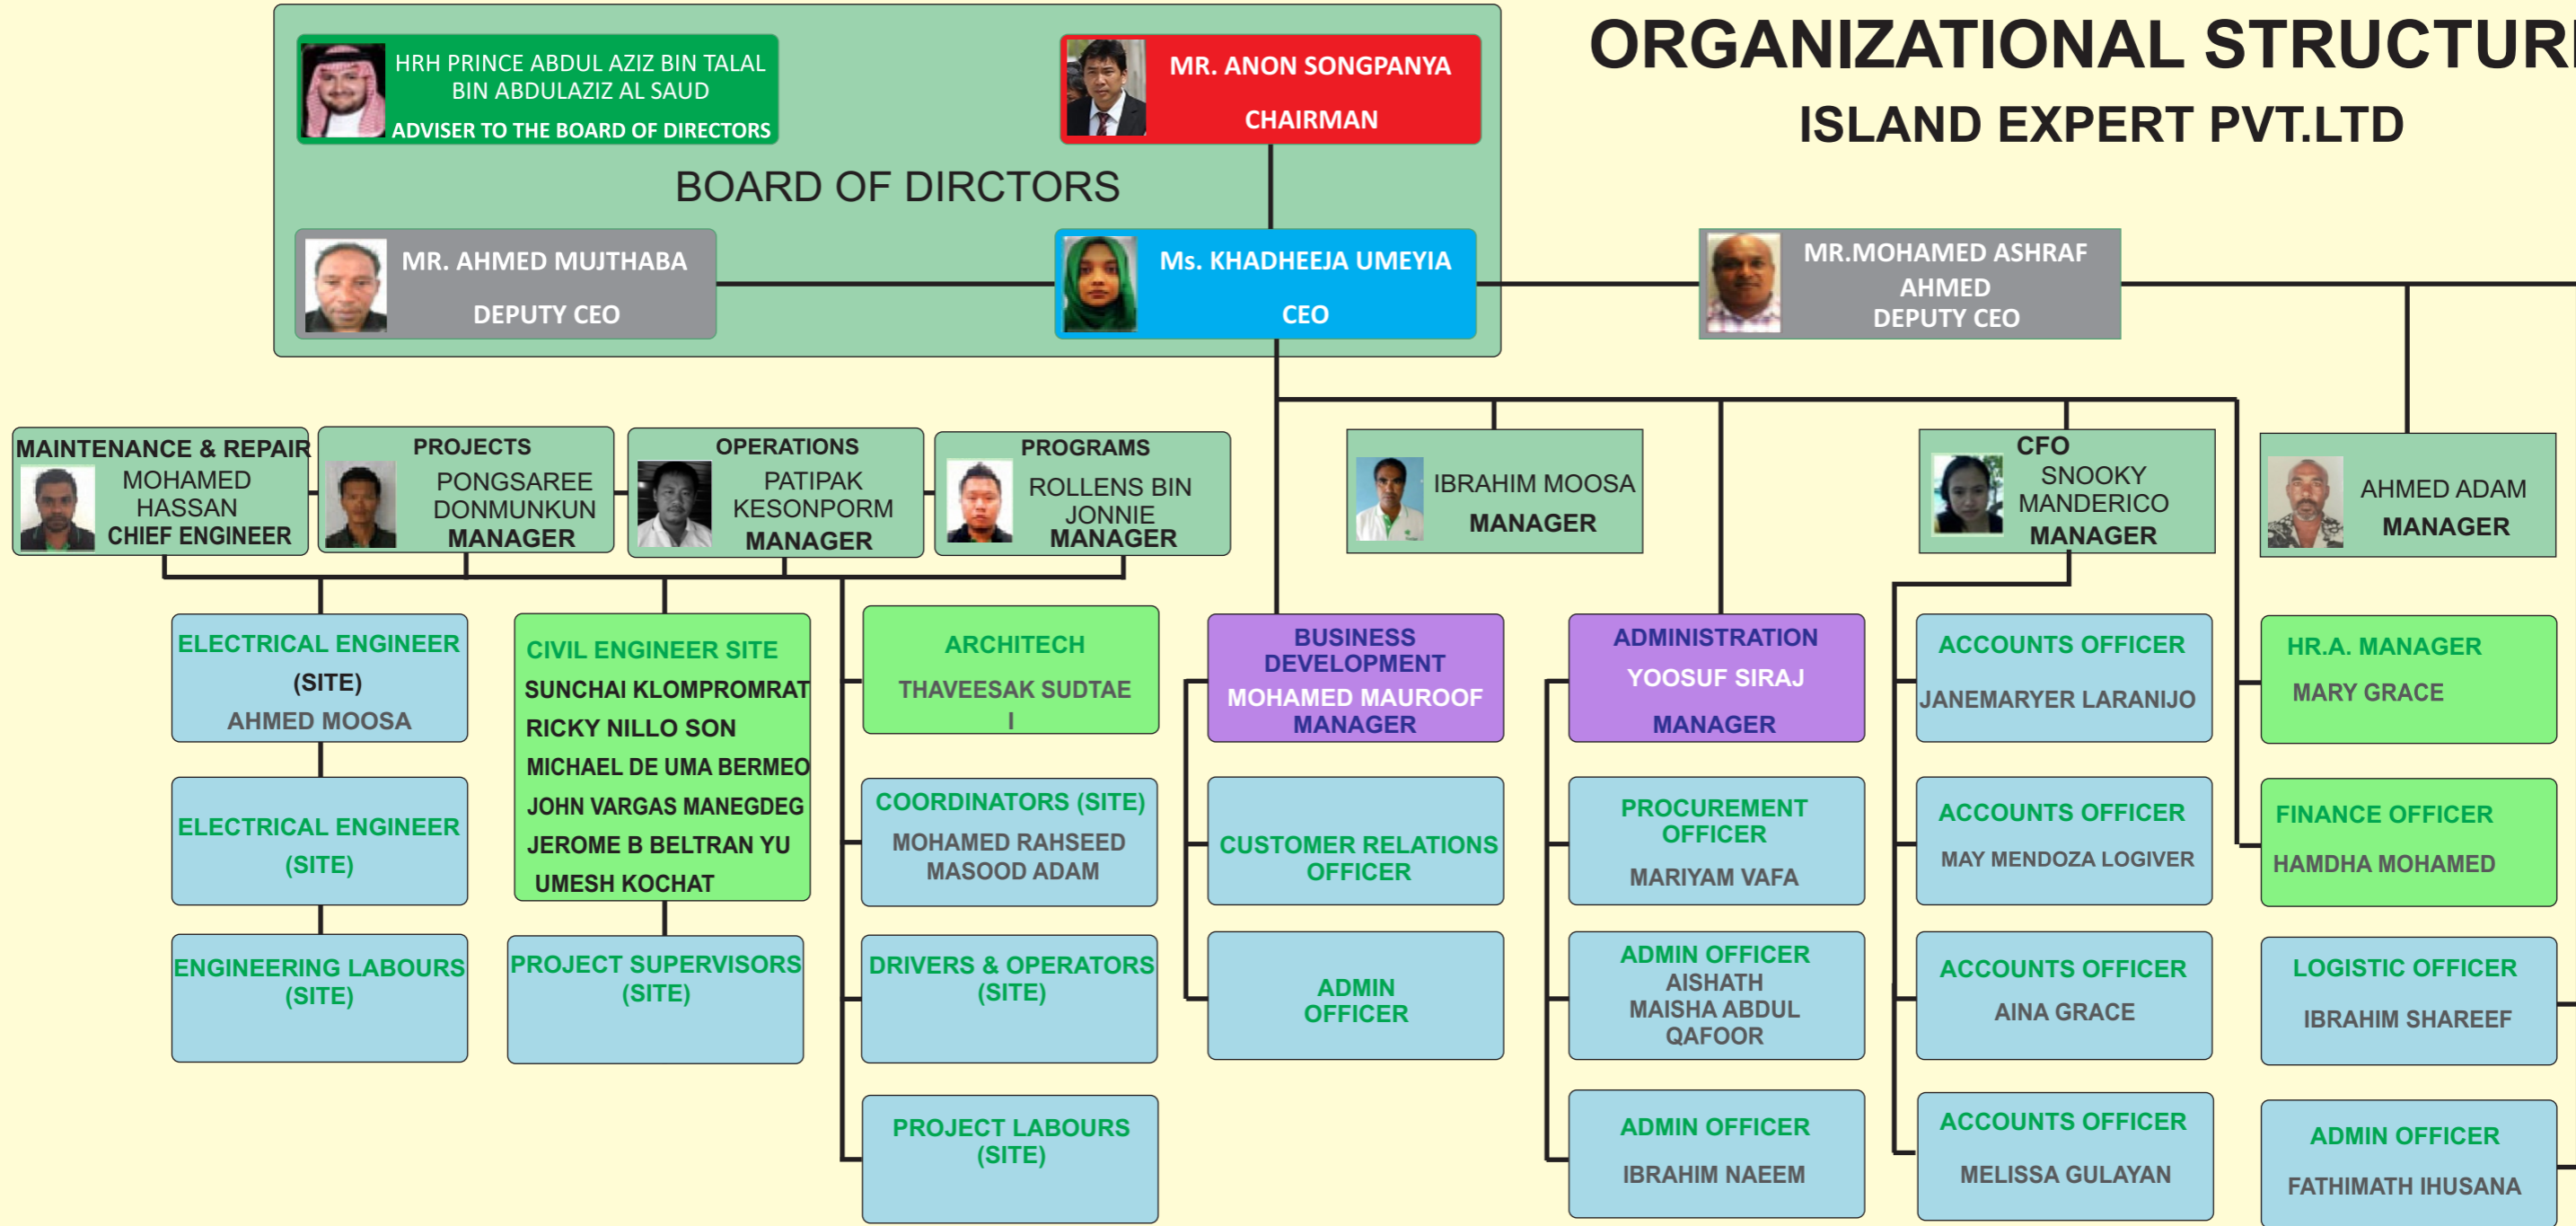 ORGANIZATIONAL STRUCTURE
ISLAND EXPERT PVT.LTD
HRH PRINCE ABDUL AZIZ BIN TALAL
BIN ABDULAZIZ AL SAUD
ADVISER TO THE BOARD OF DIRECTORS
MR. ANON SONGPANYA
CHAIRMAN
BOARD OF DIRCTORS
MR. AHMED MUJTHABA
DEPUTY CEO
Ms. KHADHEEJA UMEYIA
CEO
MR.MOHAMED ASHRAF
AHMED
DEPUTY CEO
MAINTENANCE & REPAIR
MOHAMED
HASSAN
CHIEF ENGINEER
PROJECTS
PONGSAREE
DONMUNKUN
MANAGER
OPERATIONS
PATIPAK
KESONPORM
MANAGER
PROGRAMS
ROLLENS BIN
JONNIE
MANAGER
IBRAHIM MOOSA
MANAGER
CFO
SNOOKY
MANDERICO
MANAGER
AHMED ADAM
MANAGER
ELECTRICAL ENGINEER
(SITE)
AHMED MOOSA
ELECTRICAL ENGINEER
(SITE)
ENGINEERING LABOURS
(SITE)
CIVIL ENGINEER SITE
SUNCHAI KLOMPROMRAT
RICKY NILLO SON
MICHAEL DE UMA BERMEO
JOHN VARGAS MANEGDEG
JEROME B BELTRAN YU
UMESH KOCHAT
PROJECT SUPERVISORS
(SITE)
ARCHITECH
THAVEESAK SUDTAE
I
COORDINATORS (SITE)
MOHAMED RAHSEED
MASOOD ADAM
DRIVERS & OPERATORS
(SITE)
PROJECT LABOURS
(SITE)
BUSINESS
DEVELOPMENT
MOHAMED MAUROOF
MANAGER
CUSTOMER RELATIONS
OFFICER
ADMIN
OFFICER
ADMINISTRATION
YOOSUF SIRAJ
MANAGER
PROCUREMENT
OFFICER
MARIYAM VAFA
ADMIN OFFICER
AISHATH
MAISHA ABDUL
QAFOOR
ADMIN OFFICER
IBRAHIM NAEEM
ACCOUNTS OFFICER
JANEMARYER LARANIJO
ACCOUNTS OFFICER
MAY MENDOZA LOGIVER
ACCOUNTS OFFICER
AINA GRACE
ACCOUNTS OFFICER
MELISSA GULAYAN
HR.A. MANAGER
MARY GRACE
FINANCE OFFICER
HAMDHA MOHAMED
LOGISTIC OFFICER
IBRAHIM SHAREEF
ADMIN OFFICER
FATHIMATH IHUSANA